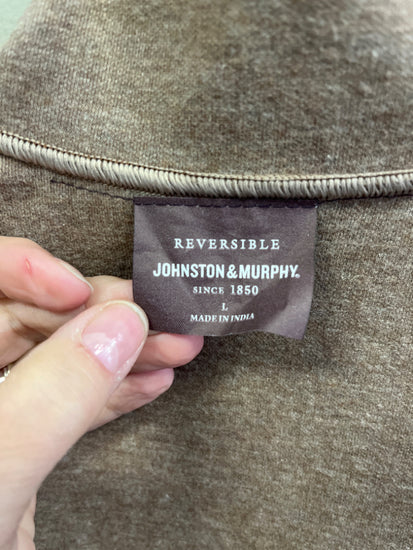 REVERSIBLE
JOHNSTON & MURPHY®
SINCE 1850
L
MADE IN INDIA